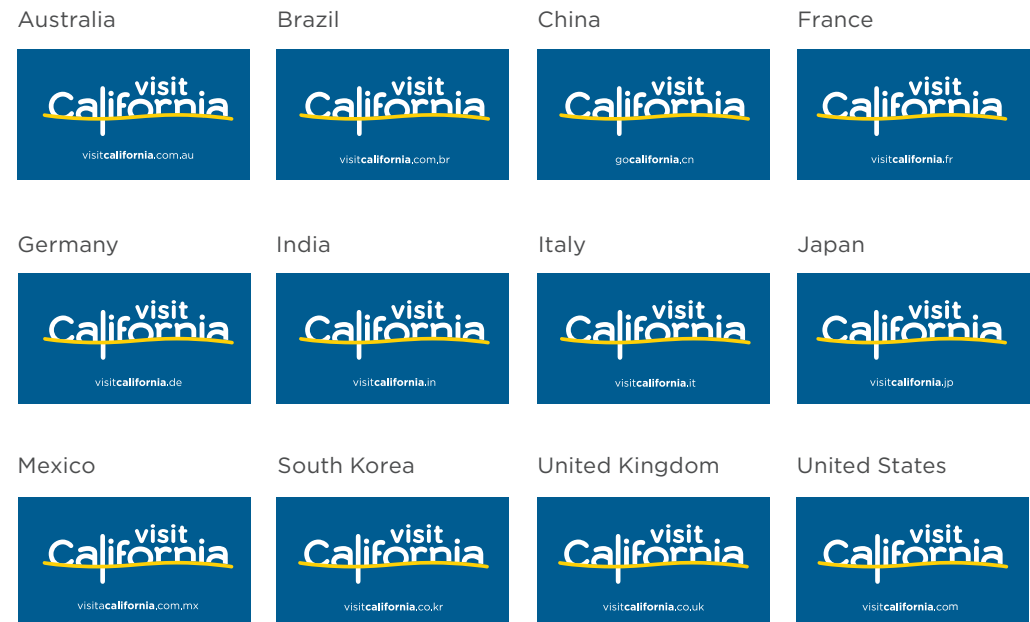 Australia
Brazil
China
France
visit
California
visitcalifornia.com.au
visit
California
visitcalifornia.com.br
visit
California
gocalifornia.cn
visit
California
visitcalifornia.fr
Germany
India
Italy
Japan
visit
California
visitcalifornia.de
visit
California
visitcalifornia.in
visit
California
visitcalifornia.it
visit
California
visitcalifornia.jp
Mexico
South Korea
United Kingdom
United States
visit
California
visitacalifornia.com.mx
visit
California
visitcalifornia.co.kr
visit
California
visitcalifornia.co.uk
visit
California
visitcalifornia.com